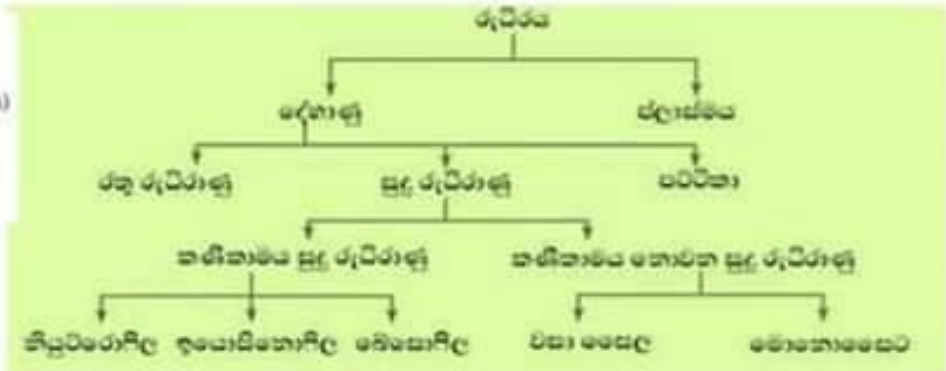 රුධිරය
දේහාණු ප්ලාස්මය
රතු රුධිරාණු සුදු රුධිරාණු පට්ටිකා
කණිකාමය සුදු රුධිරාණු කණිකාමය නොවන සුදු රුධිරාණු
නියුට්රොෆිල ඉයොසිනොෆිල බේසොෆිල වසා සෛල මොනොසයිට